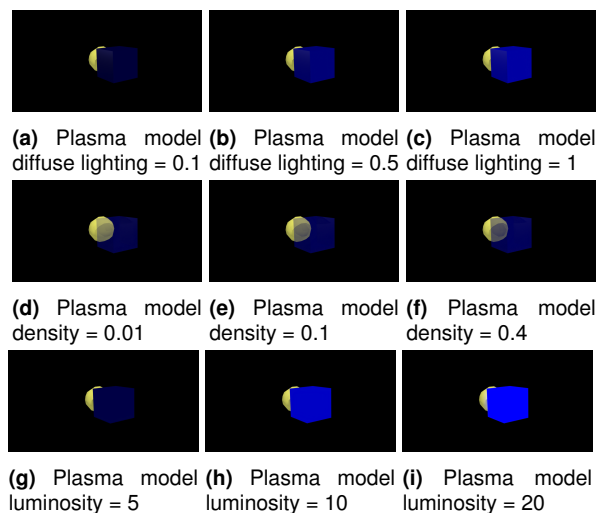 (a) Plasma model
diffuse lighting = 0.1
(b) Plasma model
diffuse lighting = 0.5
(c) Plasma model
diffuse lighting = 1
(d) Plasma model
density = 0.01
(e) Plasma model
density = 0.1
(f) Plasma model
density = 0.4
(g) Plasma model
luminosity = 5
(h) Plasma model
luminosity = 10
(i) Plasma model
luminosity = 20